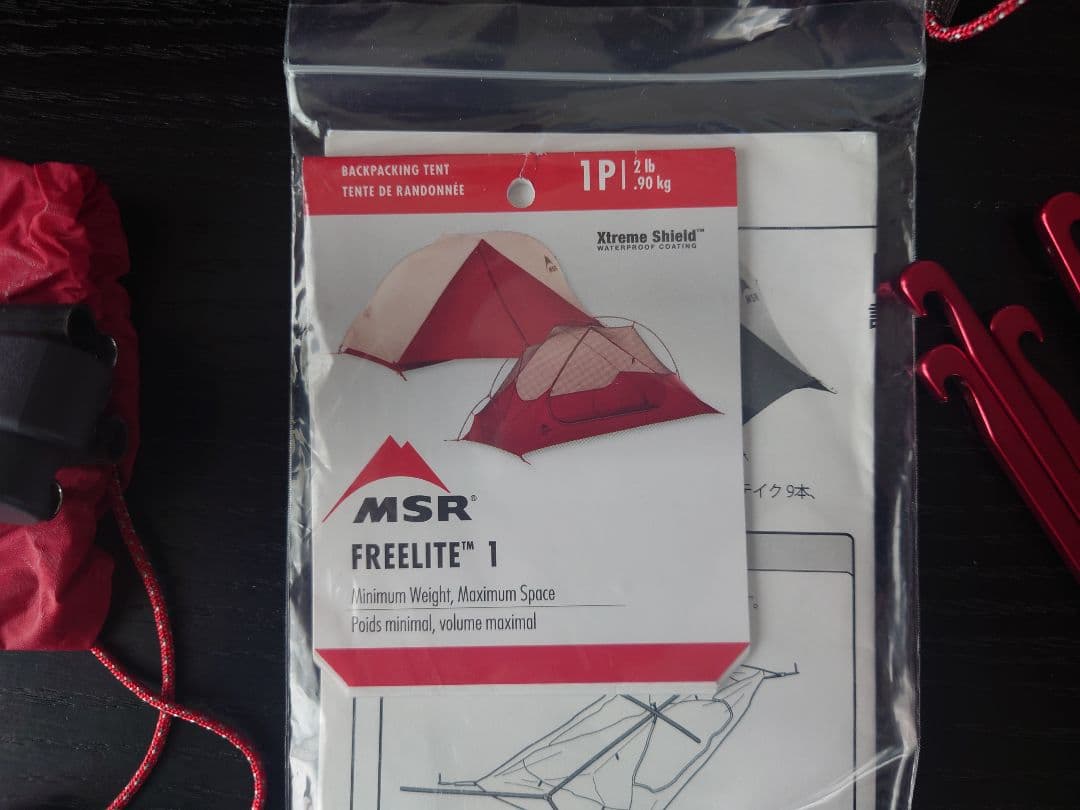 BACKPACKING TENT
TENTE DE RANDONNÉE
1P | 2 lb
.90 kg
Xtreme Shield™
WATERPROOF COATING
MSR
MSR
MSR®
FREELITE™ 1
テイク 9本、
Minimum Weight, Maximum Space
Poids minimal, volume maximal